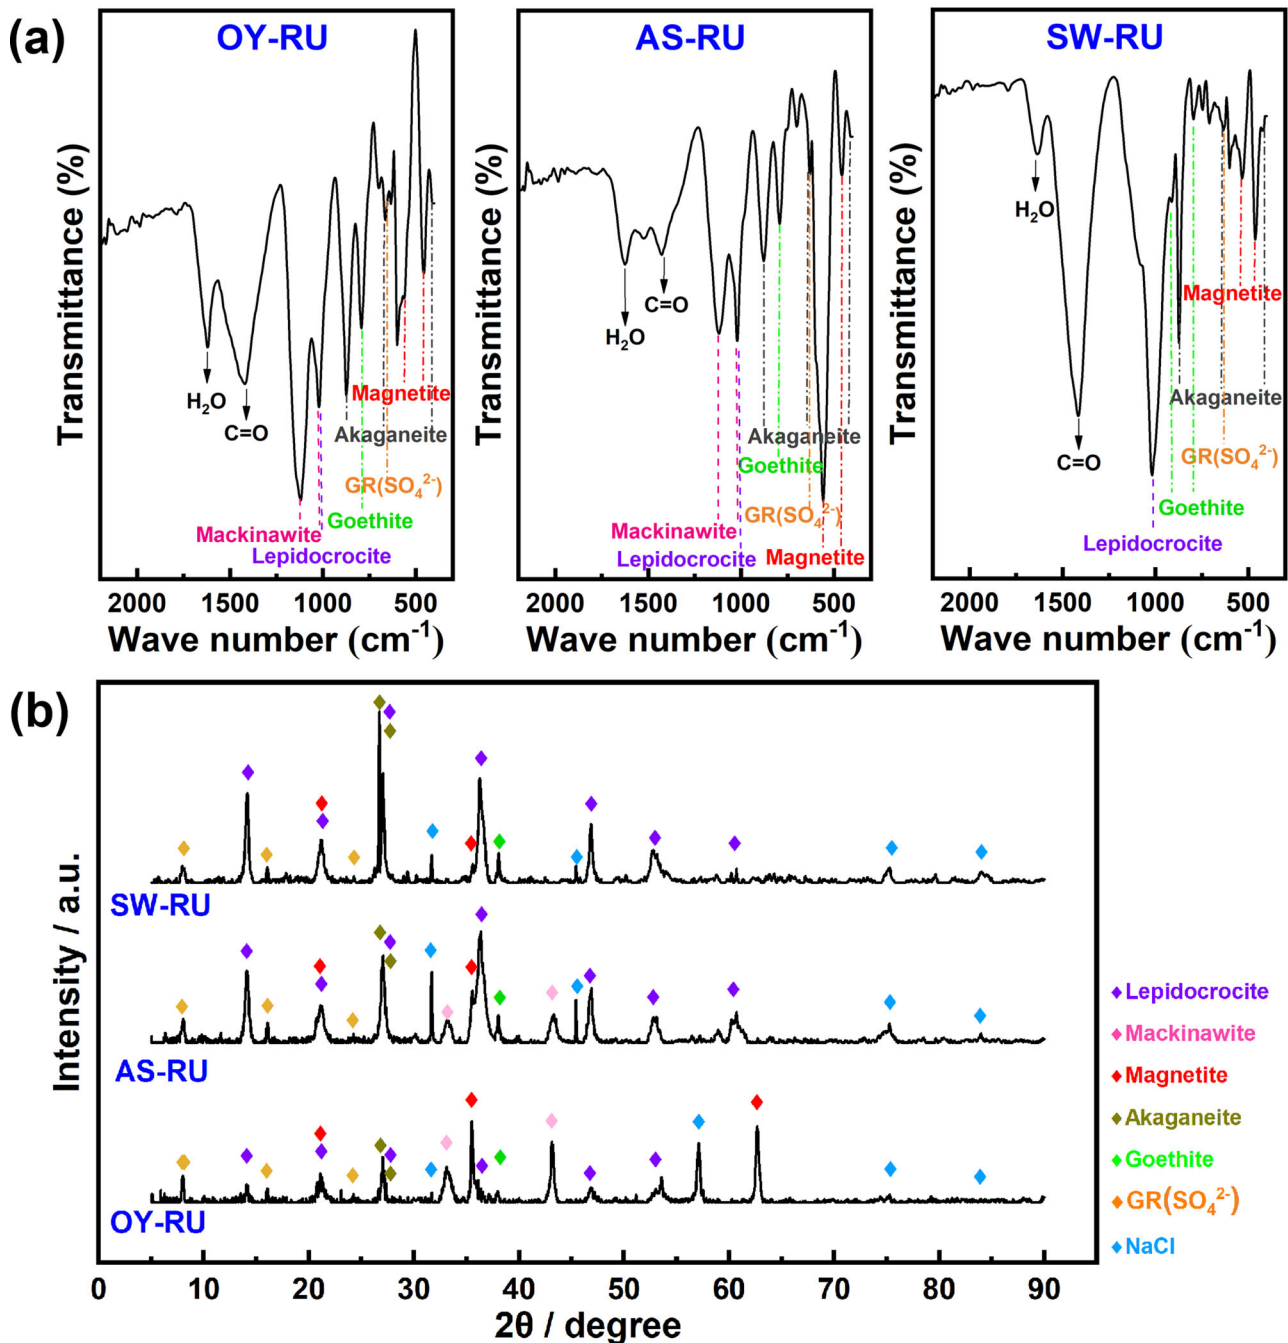 (a)
OY-RU
AS-RU
SW-RU
Transmittance (%)
H₂O
C=O
Magnetite
Akaganeite
GR(SO₄²⁻)
Goethite
Mackinawite
Lepidocrocite
2000 1500 1000 500
Wave number (cm⁻¹)
Transmittance (%)
H₂O
C=O
Akaganeite
Goethite
GR(SO₄²⁻)
Mackinawite
Lepidocrocite
Magnetite
2000 1500 1000 500
Wave number (cm⁻¹)
Transmittance (%)
H₂O
C=O
Magnetite
Akaganeite
GR(SO₄²⁻)
Goethite
Lepidocrocite
2000 1500 1000 500
Wave number (cm⁻¹)
(b)
Intensity / a.u.
SW-RU
AS-RU
OY-RU
Lepidocrocite
Mackinawite
Magnetite
Akaganeite
Goethite
GR(SO₄²⁻)
NaCl
0 10 20 30 40 50 60 70 80 90
2θ / degree